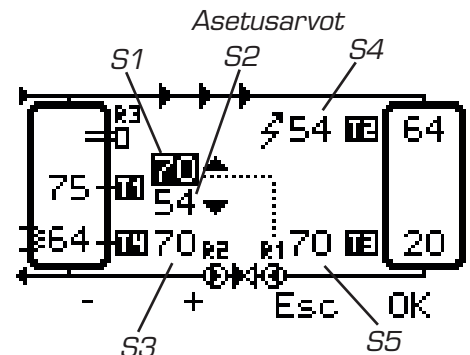 Asetusarvot
S1 S2 S4
R3
54 T2 64
70
75 T1
54
64 T4 70 R2 R1 70 T3 20
- + Esc OK
S3 S5